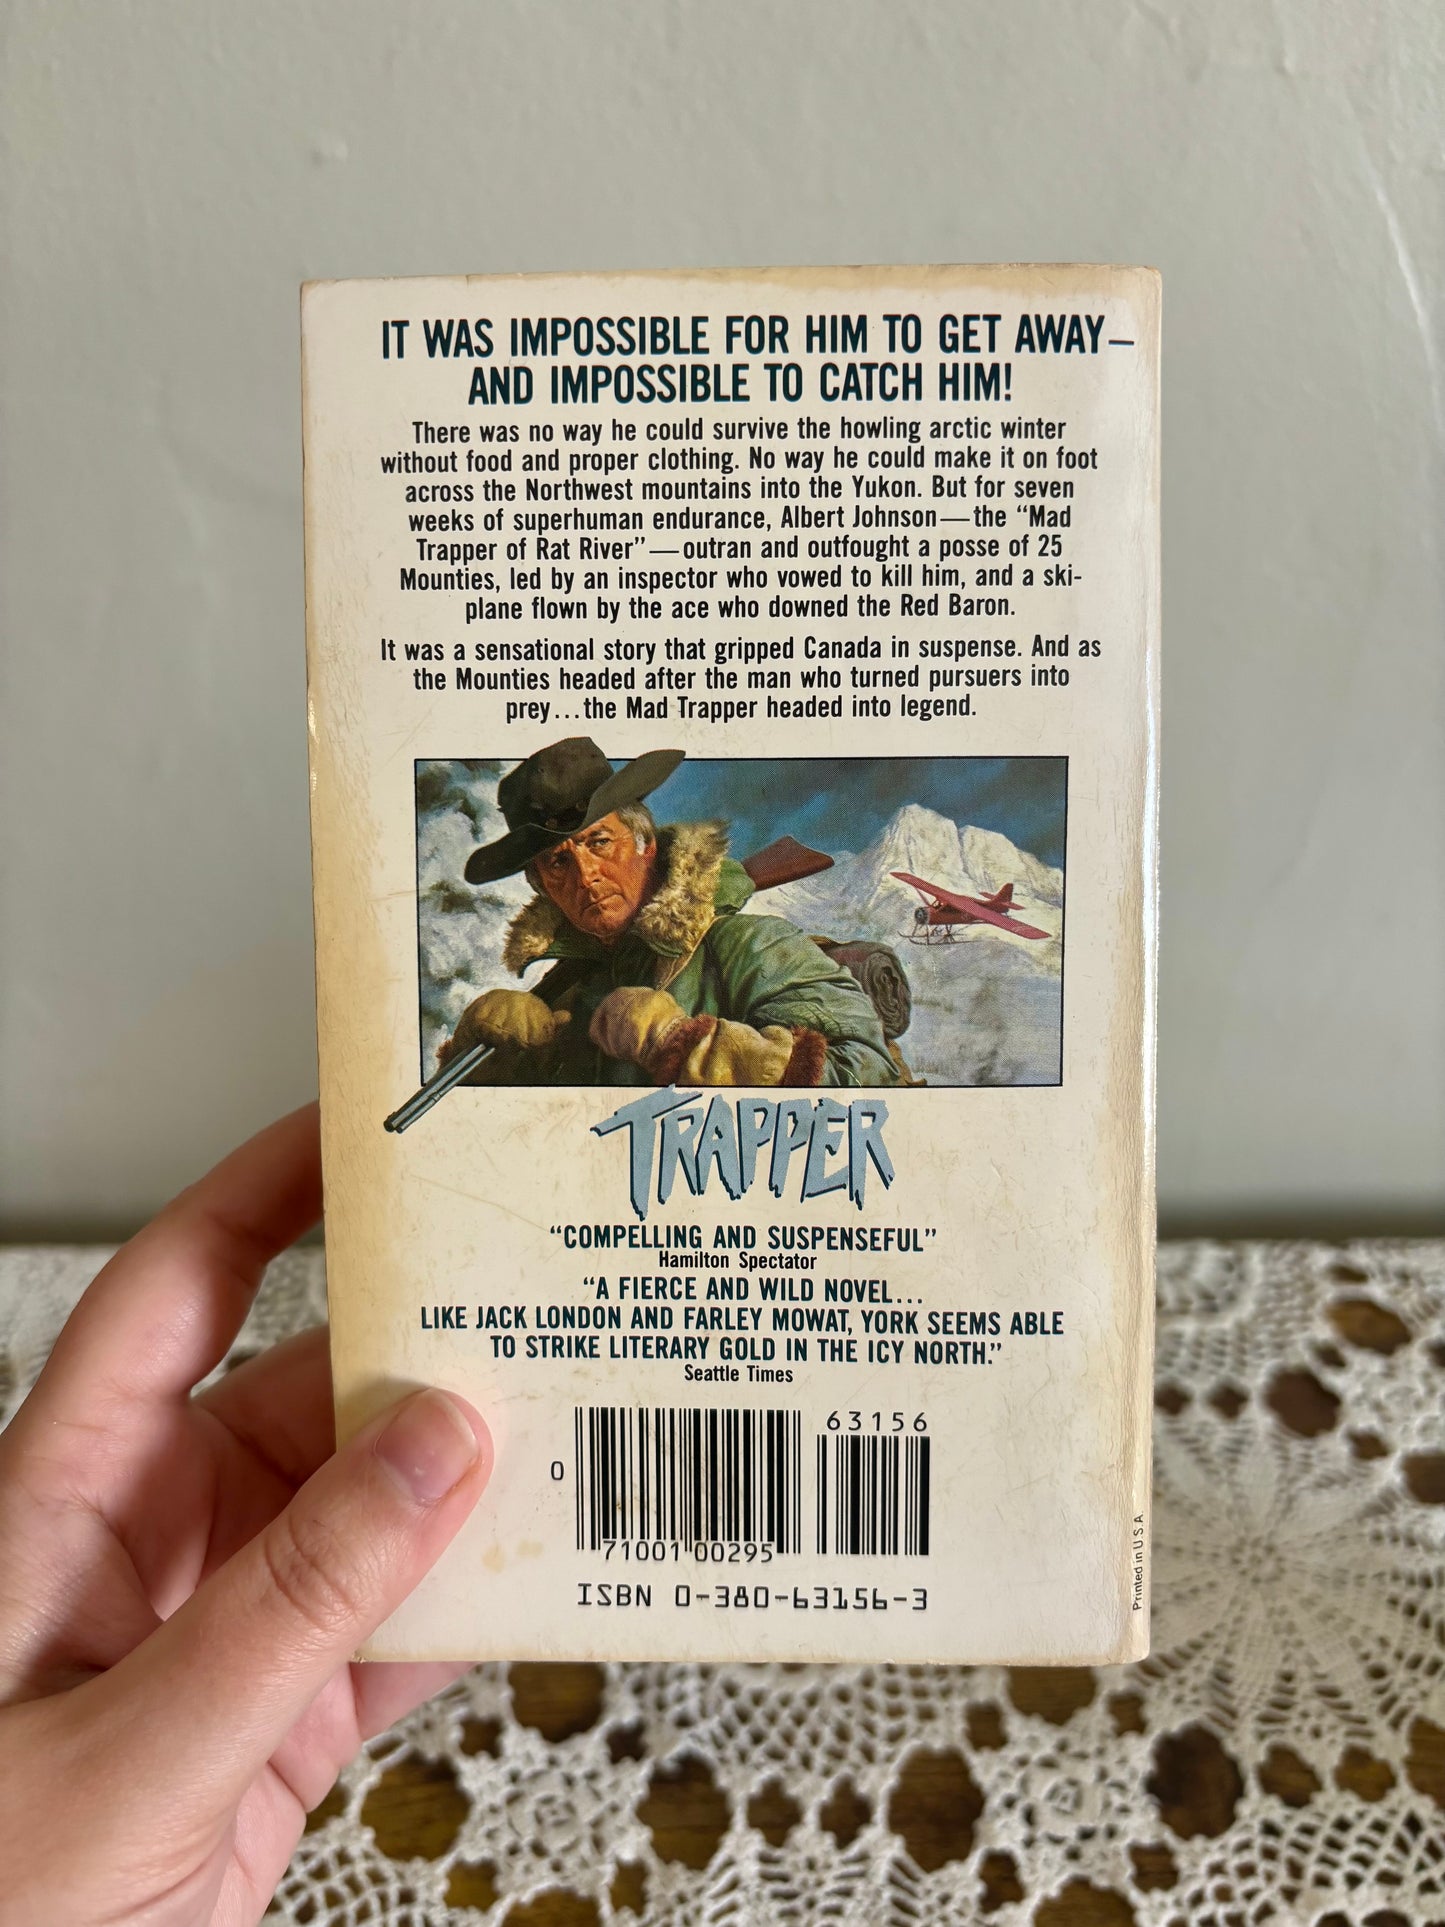 IT WAS IMPOSSIBLE FOR HIM TO GET AWAY—
AND IMPOSSIBLE TO CATCH HIM!
There was no way he could survive the howling arctic winter
without food and proper clothing. No way he could make it on foot
across the Northwest mountains into the Yukon. But for seven
weeks of superhuman endurance, Albert Johnson—the “Mad
Trapper of Rat River”—outran and outfought a posse of 25
Mounties, led by an inspector who vowed to kill him, and a ski-
plane flown by the ace who downed the Red Baron.
It was a sensational story that gripped Canada in suspense. And as
the Mounties headed after the man who turned pursuers into
prey...the Mad Trapper headed into legend.
TRAPPER
“COMPELLING AND SUSPENSEFUL”
Hamilton Spectator
“A FIERCE AND WILD NOVEL...
LIKE JACK LONDON AND FARLEY MOWAT, YORK SEEMS ABLE
TO STRIKE LITERARY GOLD IN THE ICY NORTH.”
Seattle Times
63156
0
71001 00295
ISBN 0-380-63156-3
Printed in U.S.A